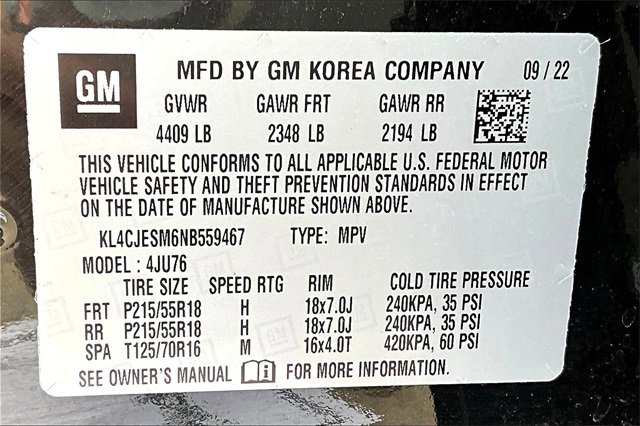 GM
MFD BY GM KOREA COMPANY 09 / 22
GVWR GAWR FRT GAWR RR
4409 LB 2348 LB 2194 LB
THIS VEHICLE CONFORMS TO ALL APPLICABLE U.S. FEDERAL MOTOR
VEHICLE SAFETY AND THEFT PREVENTION STANDARDS IN EFFECT
ON THE DATE OF MANUFACTURE SHOWN ABOVE.
KL4CJESM6NB559467 TYPE: MPV
MODEL : 4JU76
TIRE SIZE SPEED RTG RIM COLD TIRE PRESSURE
FRT P215/55R18 H 18x7.0J 240KPA, 35 PSI
RR P215/55R18 H 18x7.0J 240KPA, 35 PSI
SPA T125/70R16 M 16x4.0T 420KPA, 60 PSI
SEE OWNER'S MANUAL FOR MORE INFORMATION.